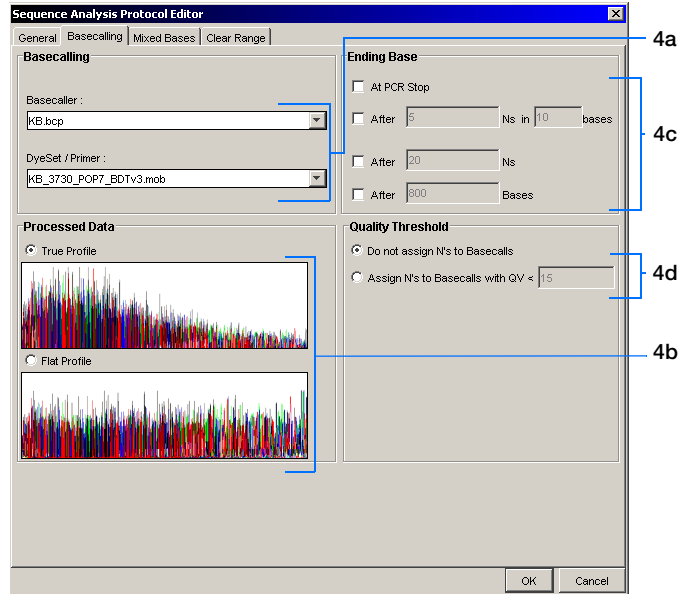 Sequence Analysis Protocol Editor
General Basecalling Mixed Bases Clear Range
4a
Basecalling
Basecaller :
KB.bcp
DyeSet / Primer :
KB_3730_POP7_BDTv3.mob
Ending Base
At PCR Stop
After 5 Ns in 10 bases
After 20 Ns
After 800 Bases
4c
Processed Data
True Profile
Flat Profile
4b
Quality Threshold
Do not assign N's to Basecalls
Assign N's to Basecalls with QV < 15
4d
OK Cancel